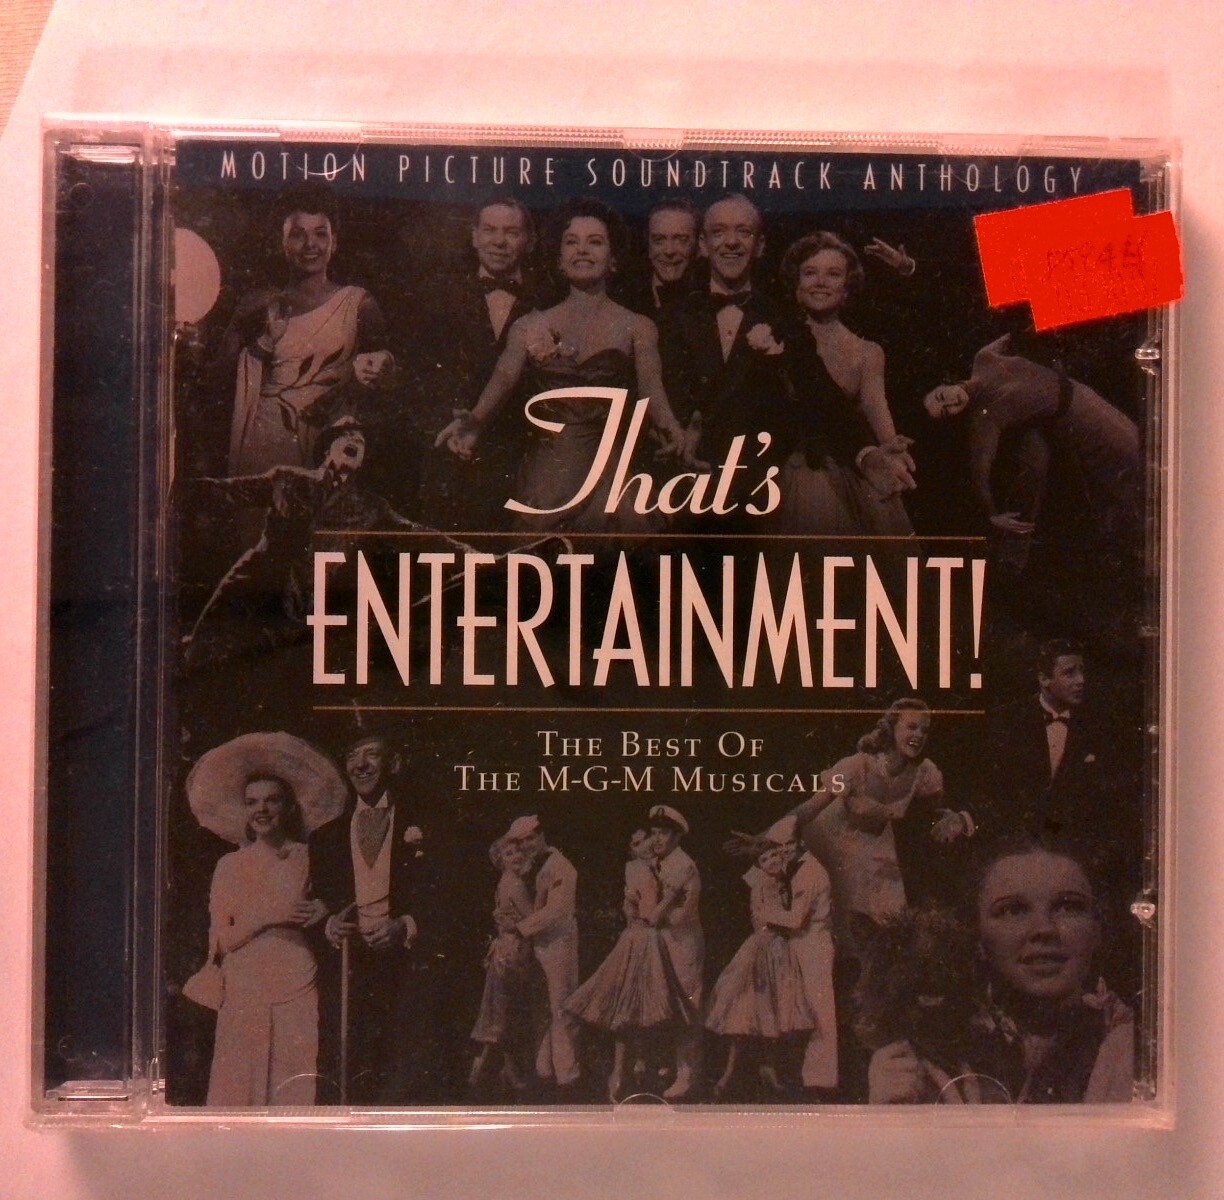 MOTION PICTURE SOUNDTRACK ANTHOLOGY
That's
ENTERTAINMENT!
THE BEST OF
THE M-G-M MUSICALS